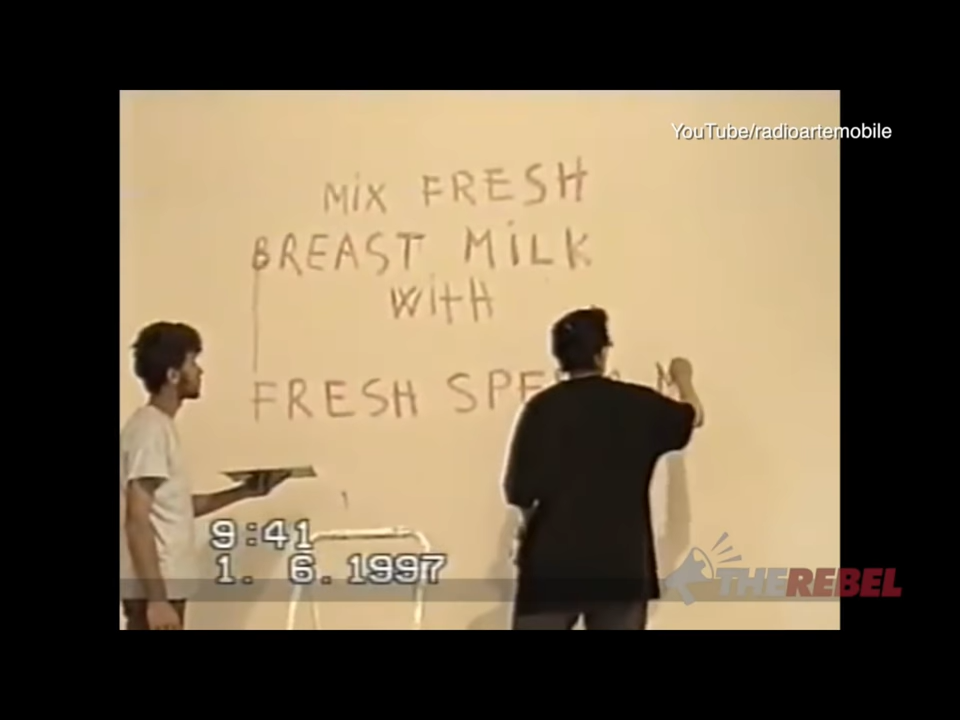 YouTube/radioartemobile
MiX FRESH
BREAST MiLK
WitH
FRESH
9:41
1. 6.1997
THEREBEL